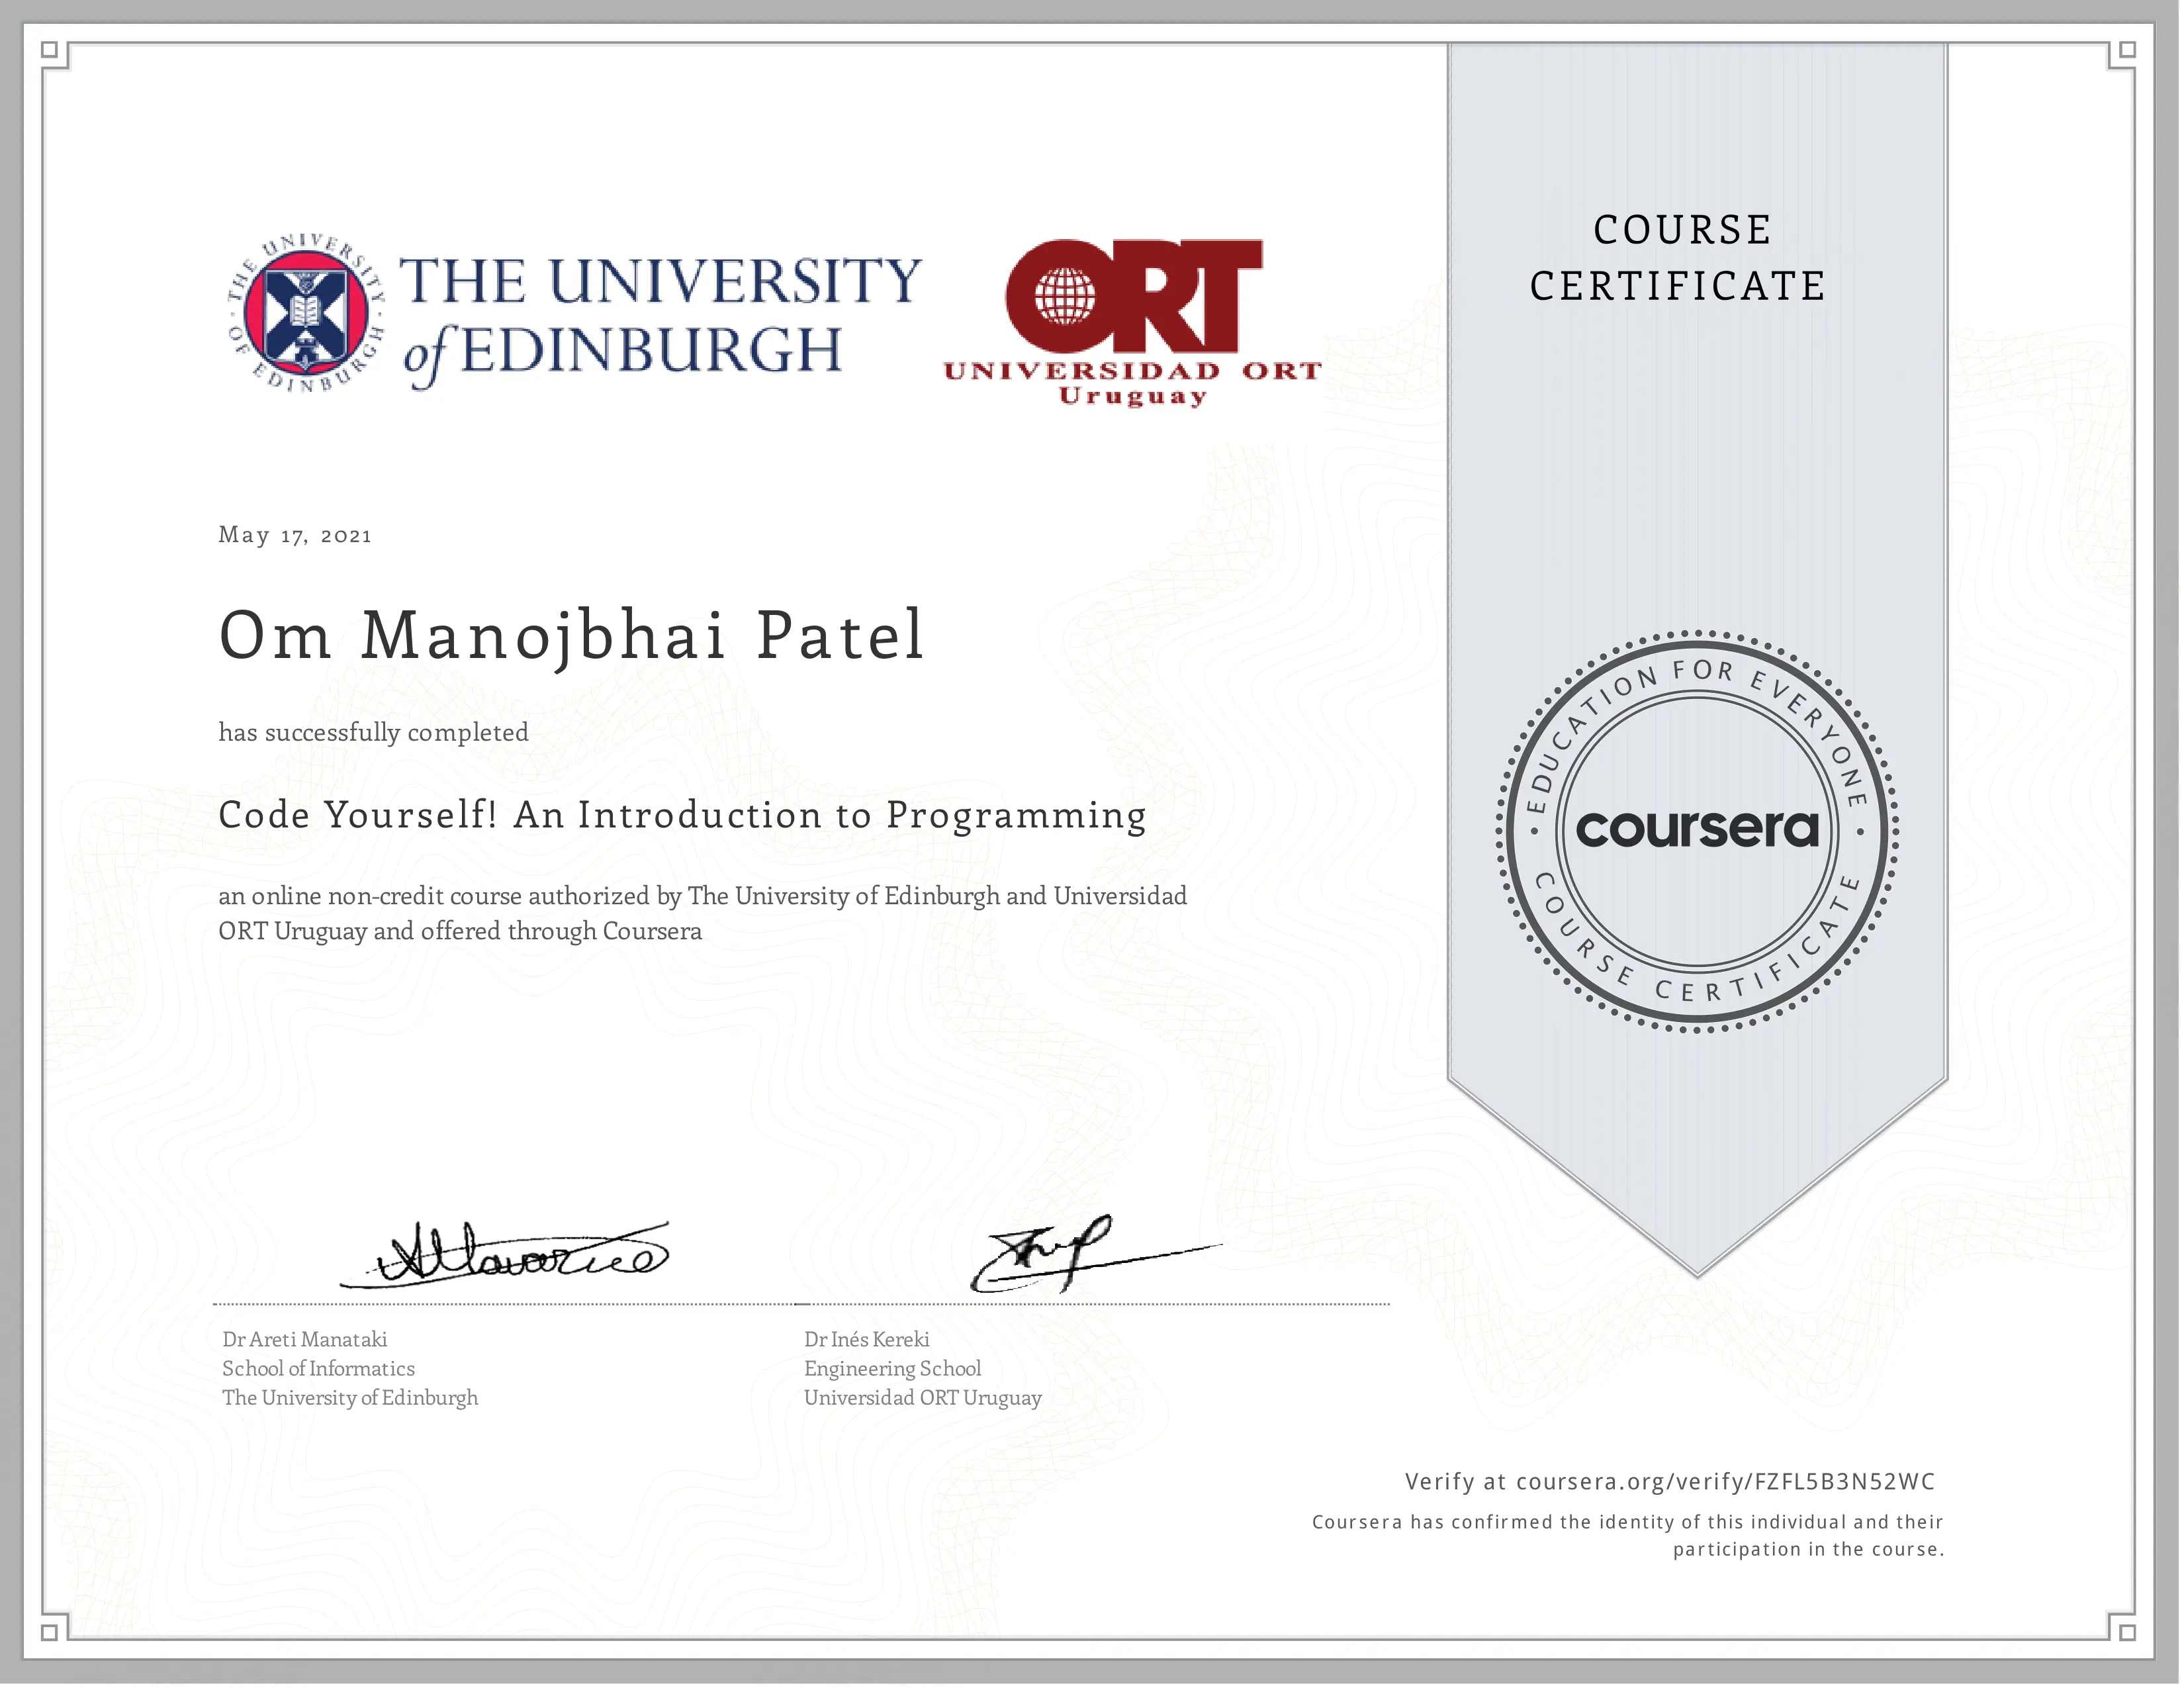 THE UNIVERSITY OF EDINBURGH
THE UNIVERSITY
of EDINBURGH
ORT
UNIVERSIDAD ORT
Uruguay
COURSE
CERTIFICATE
May 17, 2021
Om Manojbhai Patel
has successfully completed
Code Yourself! An Introduction to Programming
an online non-credit course authorized by The University of Edinburgh and Universidad
ORT Uruguay and offered through Coursera
EDUCATION FOR EVERYONE
coursera
COURSE CERTIFICATE
Dr Areti Manataki
School of Informatics
The University of Edinburgh
Dr Inés Kereki
Engineering School
Universidad ORT Uruguay
Verify at coursera.org/verify/FZFL5B3N52WC
Coursera has confirmed the identity of this individual and their
participation in the course.